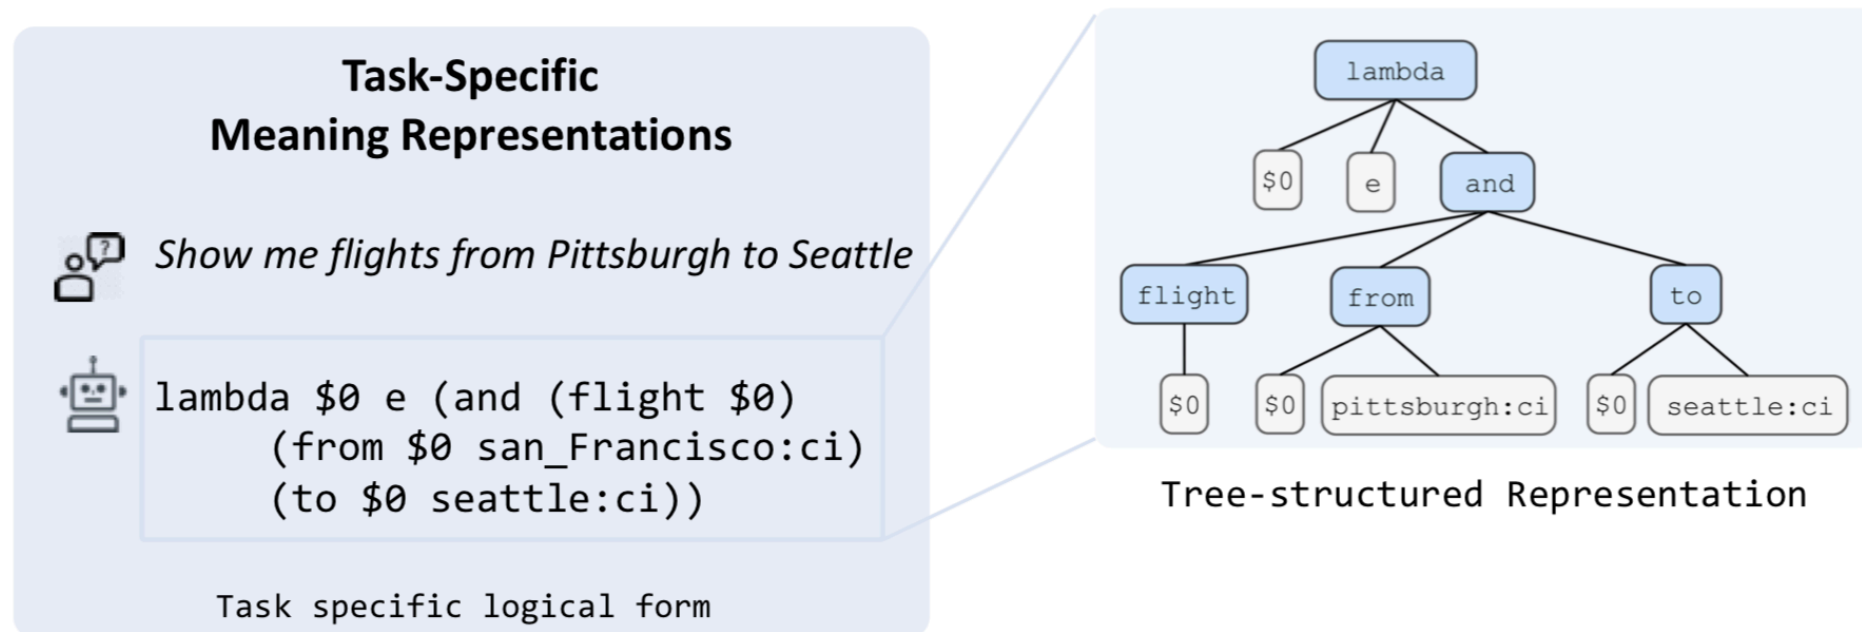 Task-Specific
Meaning Representations
?
Show me flights from Pittsburgh to Seattle
lambda $0 e (and (flight $0)
(from $0 san_Francisco:ci)
(to $0 seattle:ci))
Task specific logical form
lambda
$0 e and
flight from to
$0 $0 pittsburgh:ci $0 seattle:ci
Tree-structured Representation